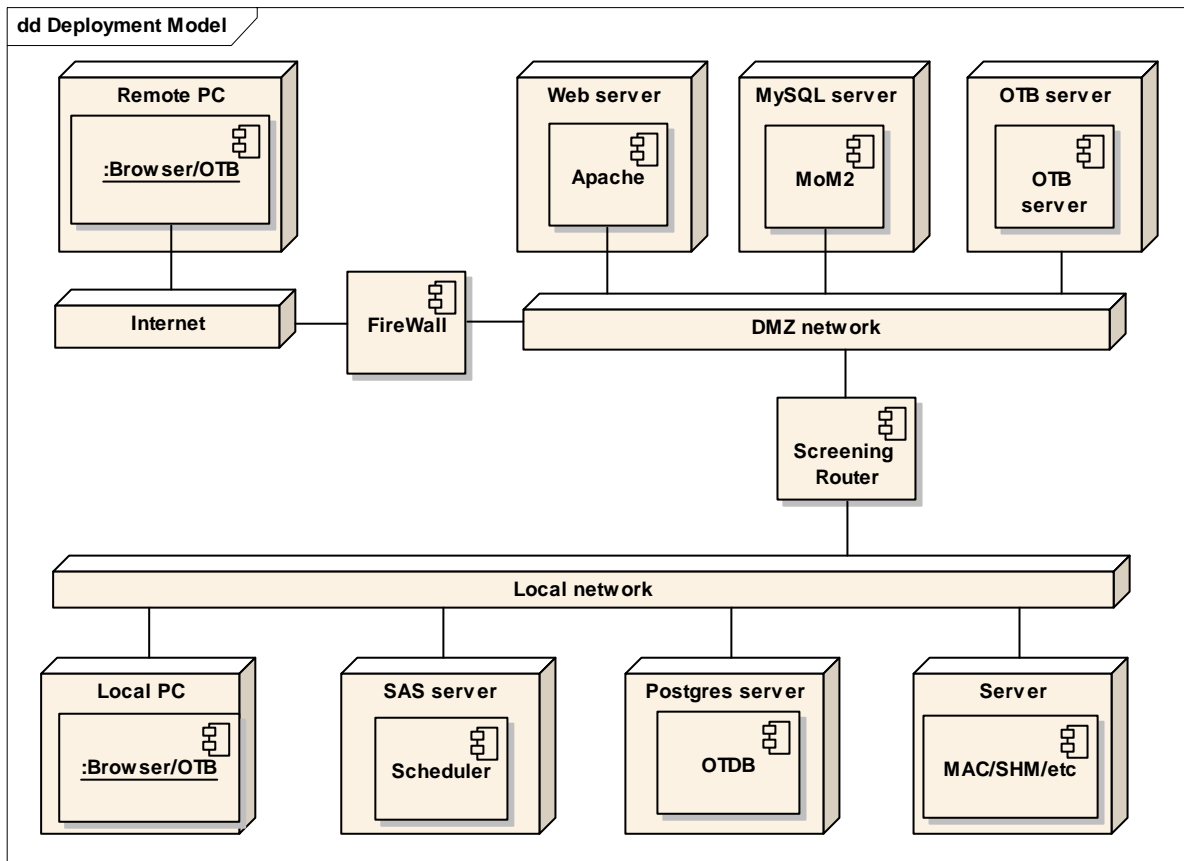 dd Deployment Model
Remote PC
:Browser/OTB
Web server
Apache
MySQL server
MoM2
OTB server
OTB
server
Internet
FireWall
DMZ network
Screening
Router
Local network
Local PC
:Browser/OTB
SAS server
Scheduler
Postgres server
OTDB
Server
MAC/SHM/etc